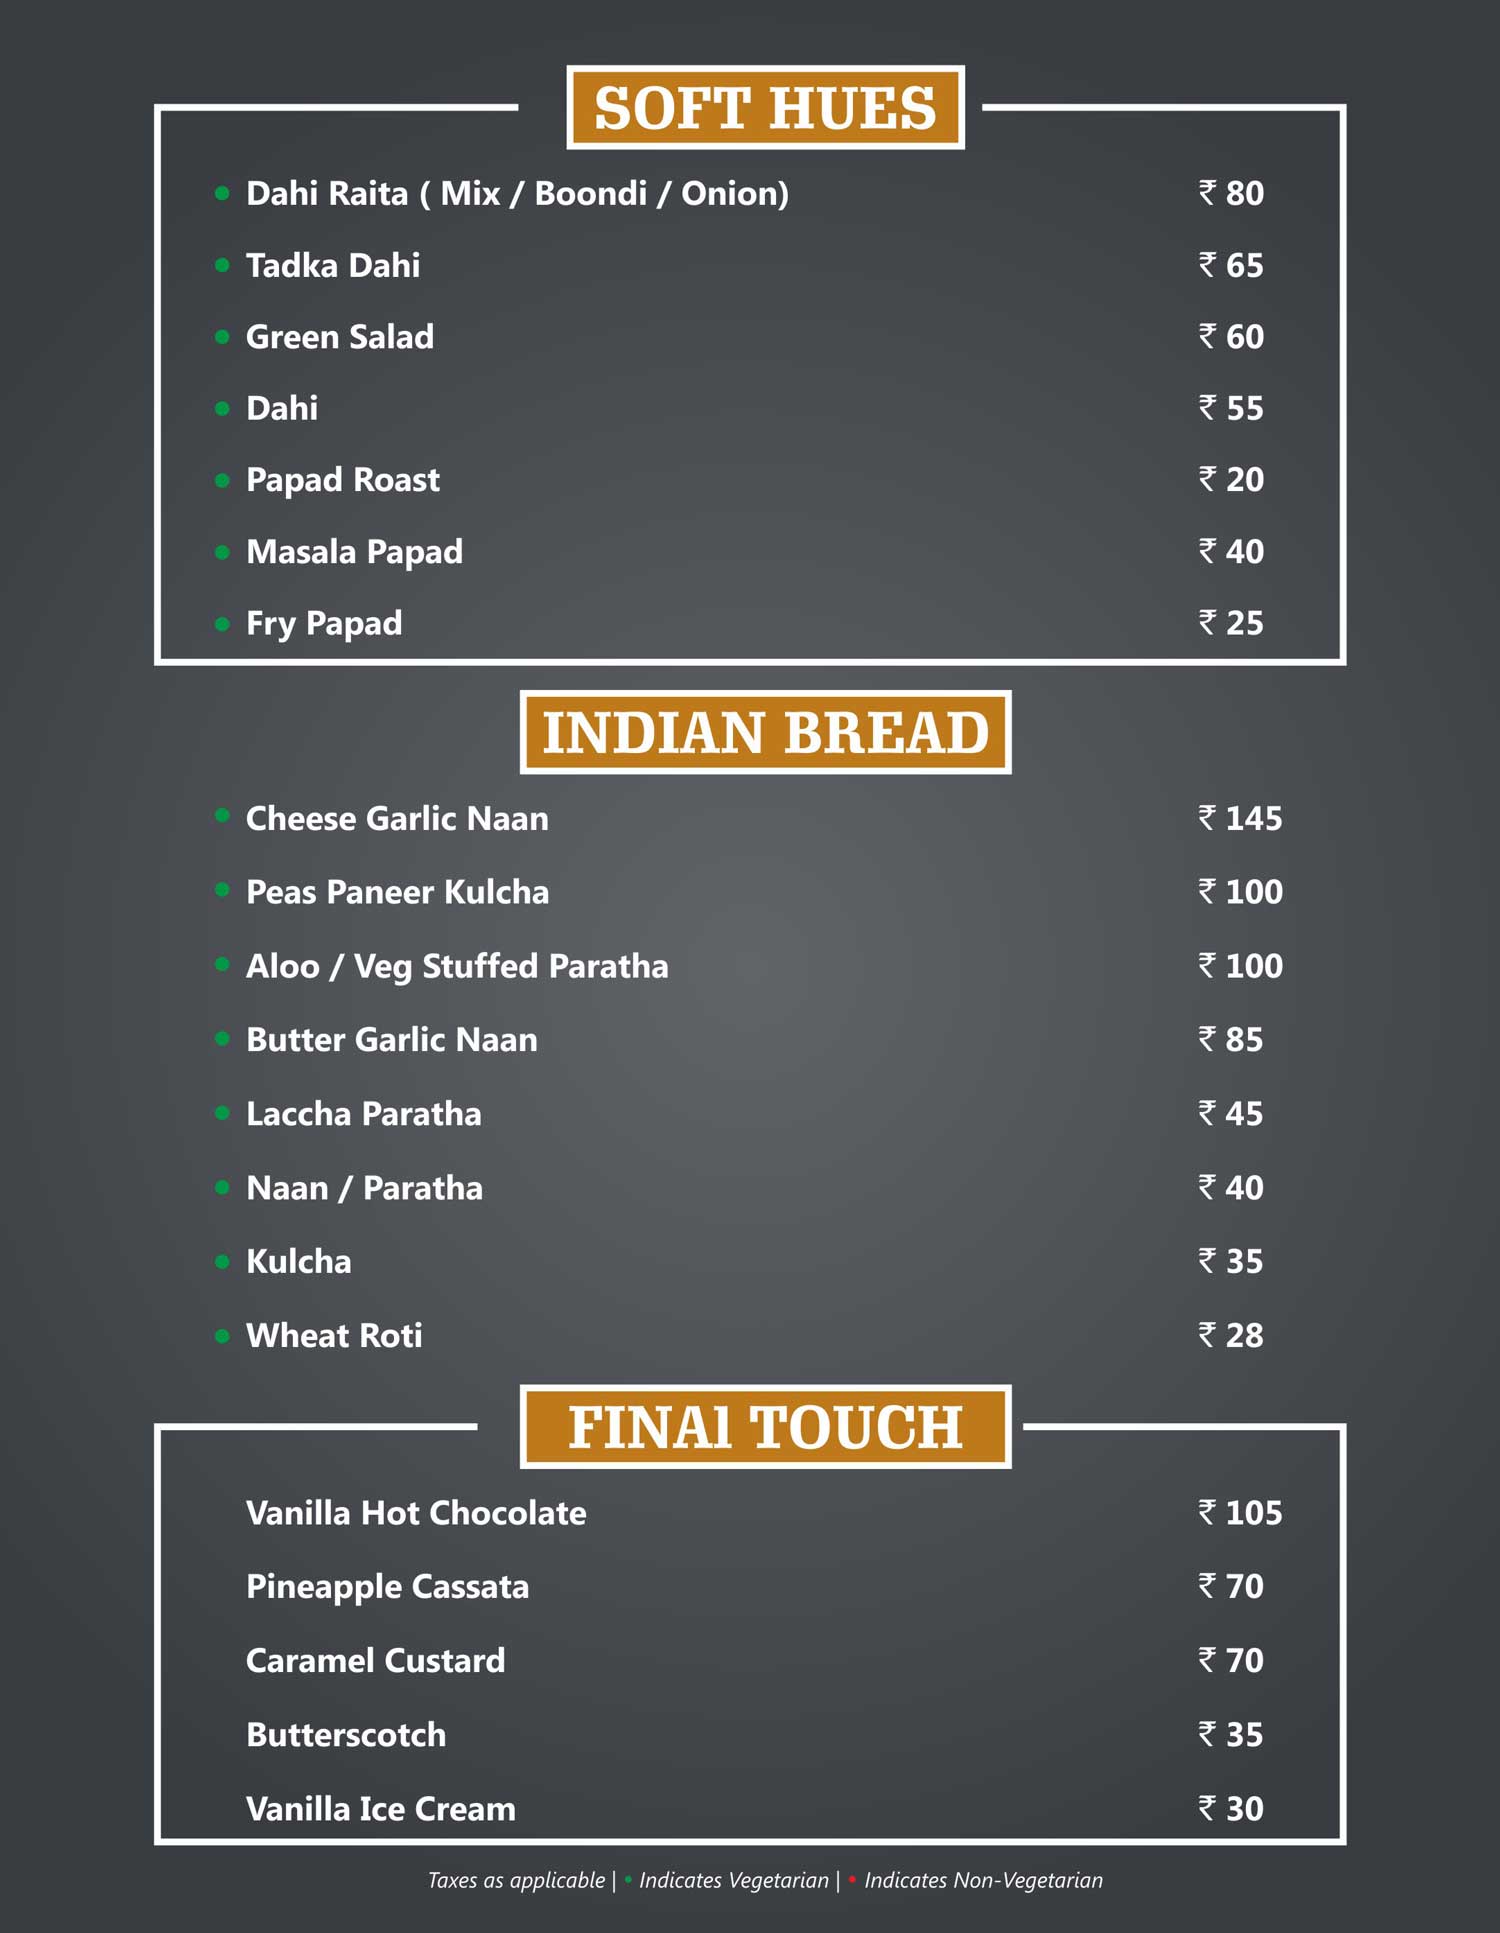 SOFT HUES
• Dahi Raita ( Mix / Boondi / Onion) ₹ 80
• Tadka Dahi ₹ 65
• Green Salad ₹ 60
• Dahi ₹ 55
• Papad Roast ₹ 20
• Masala Papad ₹ 40
• Fry Papad ₹ 25
INDIAN BREAD
• Cheese Garlic Naan ₹ 145
• Peas Paneer Kulcha ₹ 100
• Aloo / Veg Stuffed Paratha ₹ 100
• Butter Garlic Naan ₹ 85
• Laccha Paratha ₹ 45
• Naan / Paratha ₹ 40
• Kulcha ₹ 35
• Wheat Roti ₹ 28
FINAl TOUCH
Vanilla Hot Chocolate ₹ 105
Pineapple Cassata ₹ 70
Caramel Custard ₹ 70
Butterscotch ₹ 35
Vanilla Ice Cream ₹ 30
Taxes as applicable | • Indicates Vegetarian | • Indicates Non-Vegetarian